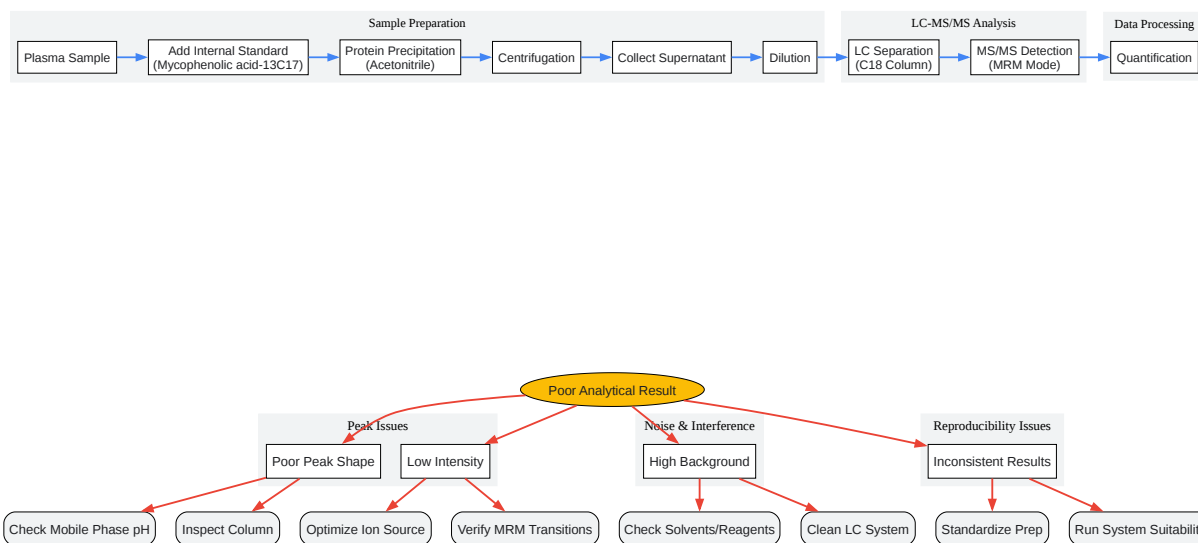 Sample Preparation
LC-MS/MS Analysis
Data Processing
Plasma Sample
Add Internal Standard
(Mycophenolic acid-13C17)
Protein Precipitation
(Acetonitrile)
Centrifugation
Collect Supernatant
Dilution
LC Separation
(C18 Column)
MS/MS Detection
(MRM Mode)
Quantification
Poor Analytical Result
Peak Issues
Noise & Interference
Reproducibility Issues
Poor Peak Shape
Low Intensity
High Background
Inconsistent Results
Check Mobile Phase pH
Inspect Column
Optimize Ion Source
Verify MRM Transitions
Check Solvents/Reagents
Clean LC System
Standardize Prep
Run System Suitability